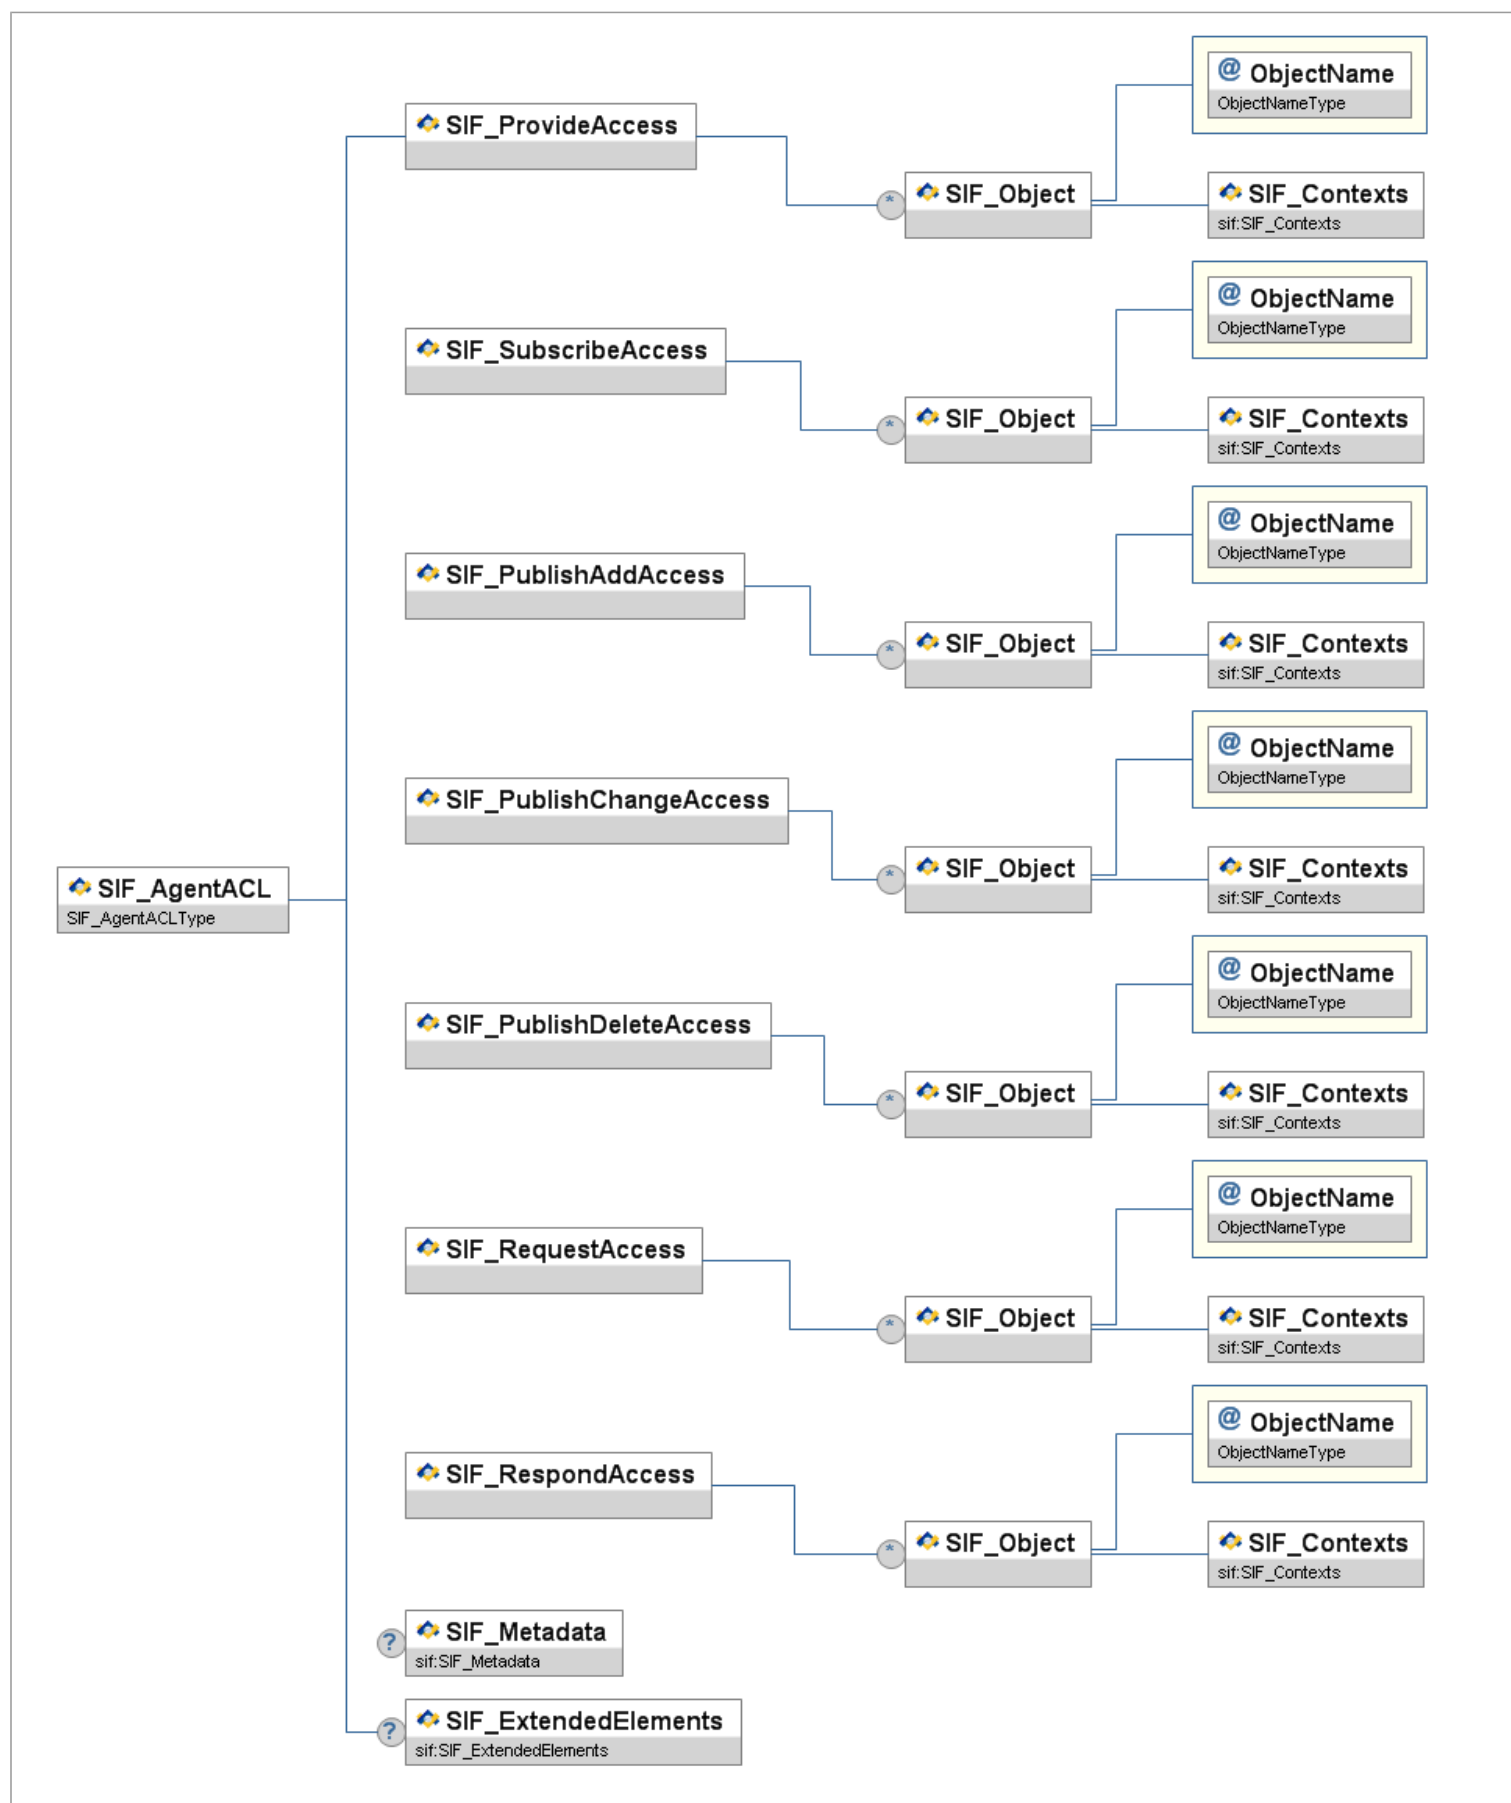 @ ObjectName
ObjectNameType
SIF_ProvideAccess
* SIF_Object
SIF_Contexts
sif:SIF_Contexts
@ ObjectName
ObjectNameType
SIF_SubscribeAccess
* SIF_Object
SIF_Contexts
sif:SIF_Contexts
@ ObjectName
ObjectNameType
SIF_PublishAddAccess
* SIF_Object
SIF_Contexts
sif:SIF_Contexts
@ ObjectName
ObjectNameType
SIF_PublishChangeAccess
* SIF_Object
SIF_Contexts
sif:SIF_Contexts
SIF_AgentACL
SIF_AgentACLType
@ ObjectName
ObjectNameType
SIF_PublishDeleteAccess
* SIF_Object
SIF_Contexts
sif:SIF_Contexts
@ ObjectName
ObjectNameType
SIF_RequestAccess
* SIF_Object
SIF_Contexts
sif:SIF_Contexts
@ ObjectName
ObjectNameType
SIF_RespondAccess
* SIF_Object
SIF_Contexts
sif:SIF_Contexts
? SIF_Metadata
sif:SIF_Metadata
? SIF_ExtendedElements
sif:SIF_ExtendedElements